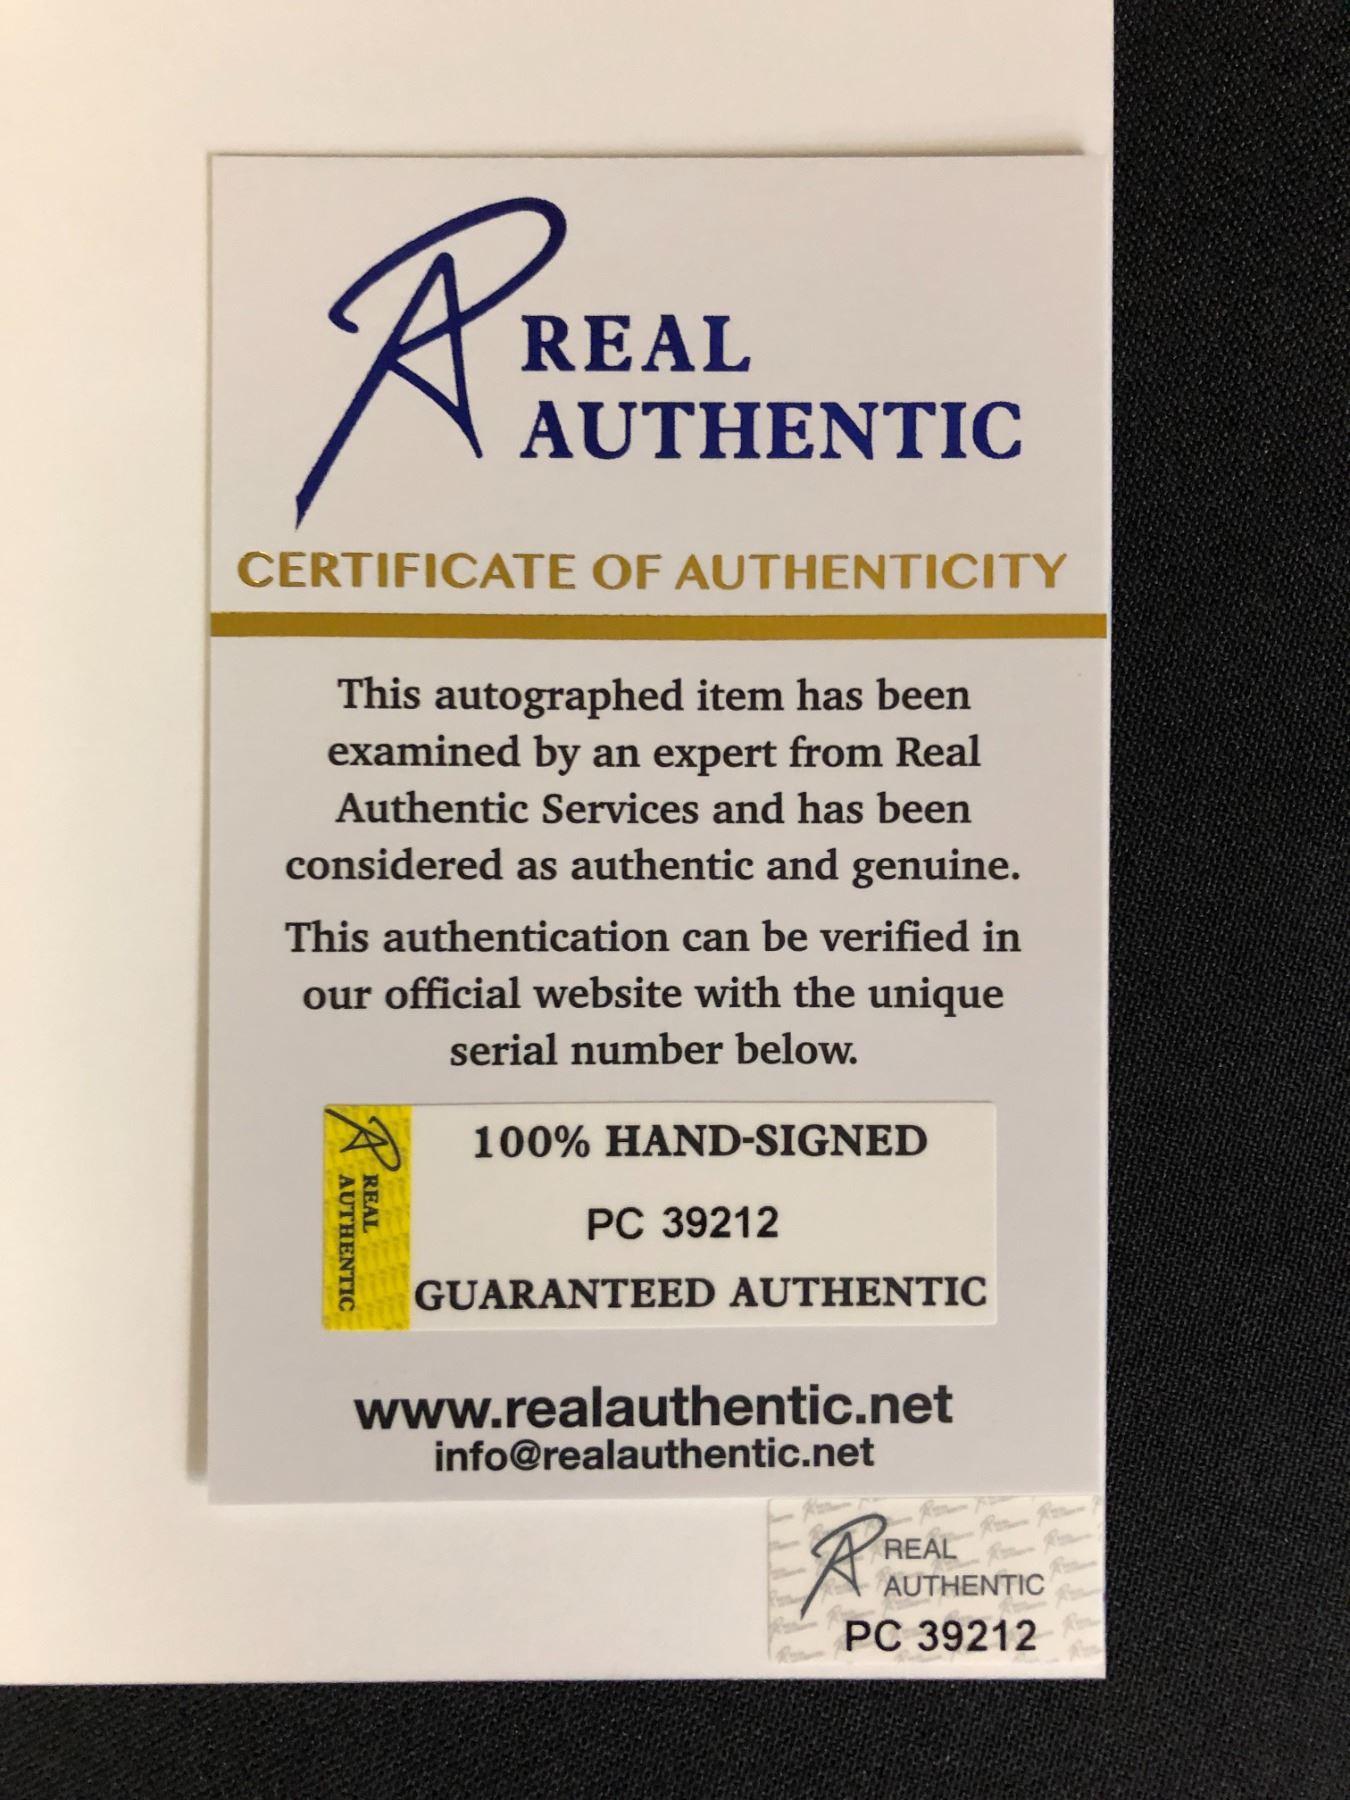 REAL
AUTHENTIC
CERTIFICATE OF AUTHENTICITY
This autographed item has been
examined by an expert from Real
Authentic Services and has been
considered as authentic and genuine.
This authentication can be verified in
our official website with the unique
serial number below.
REAL
AUTHENTIC
100% HAND-SIGNED
PC 39212
GUARANTEED AUTHENTIC
www.realauthentic.net
info@realauthentic.net
REAL
AUTHENTIC
PC 39212